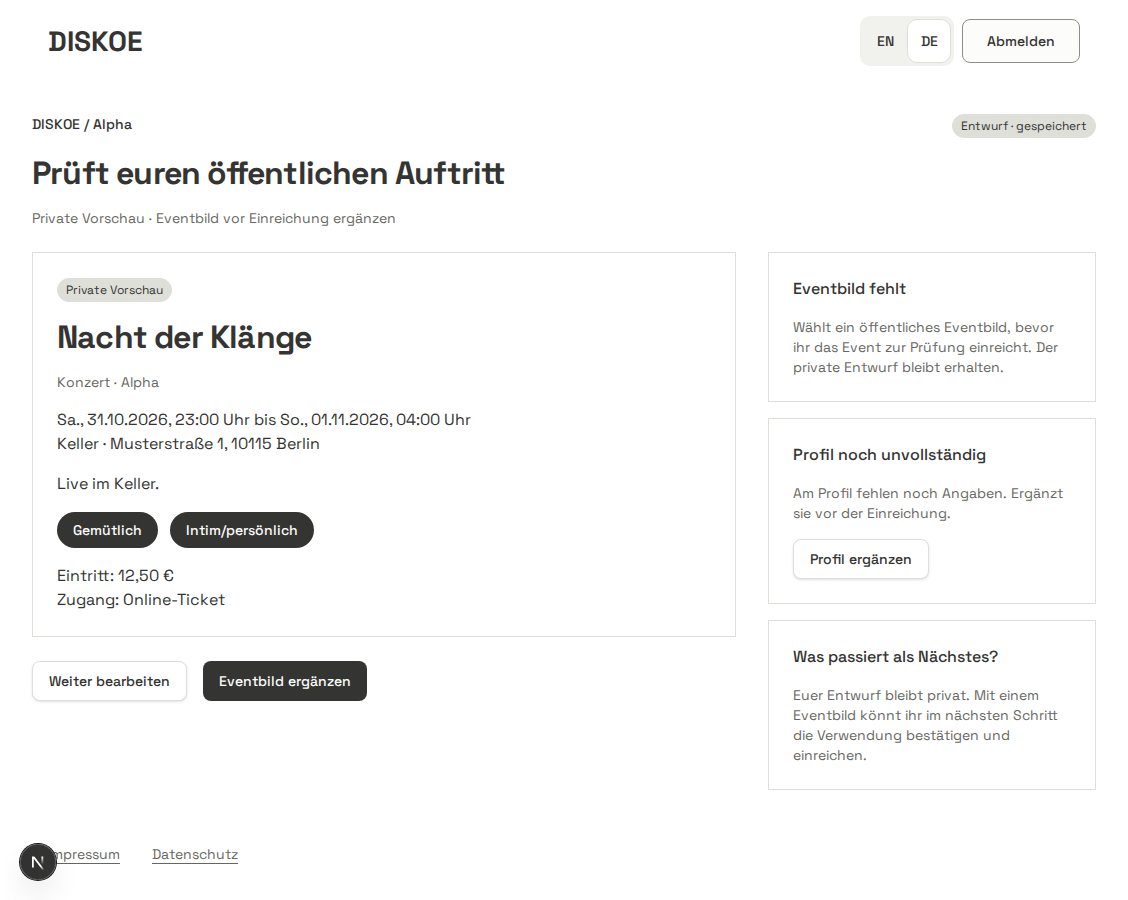 DISKOE
EN
DE
Abmelden
DISKOE / Alpha
Entwurf · gespeichert
Prüft euren öffentlichen Auftritt
Private Vorschau · Eventbild vor Einreichung ergänzen
Private Vorschau
Nacht der Klänge
Konzert · Alpha
Sa., 31.10.2026, 23:00 Uhr bis So., 01.11.2026, 04:00 Uhr
Keller · Musterstraße 1, 10115 Berlin
Live im Keller.
Gemütlich
Intim/persönlich
Eintritt: 12,50 €
Zugang: Online-Ticket
Weiter bearbeiten
Eventbild ergänzen
Eventbild fehlt
Wählt ein öffentliches Eventbild, bevor
ihr das Event zur Prüfung einreicht. Der
private Entwurf bleibt erhalten.
Profil noch unvollständig
Am Profil fehlen noch Angaben. Ergänzt
sie vor der Einreichung.
Profil ergänzen
Was passiert als Nächstes?
Euer Entwurf bleibt privat. Mit einem
Eventbild könnt ihr im nächsten Schritt
die Verwendung bestätigen und
einreichen.
N
mpressum
Datenschutz